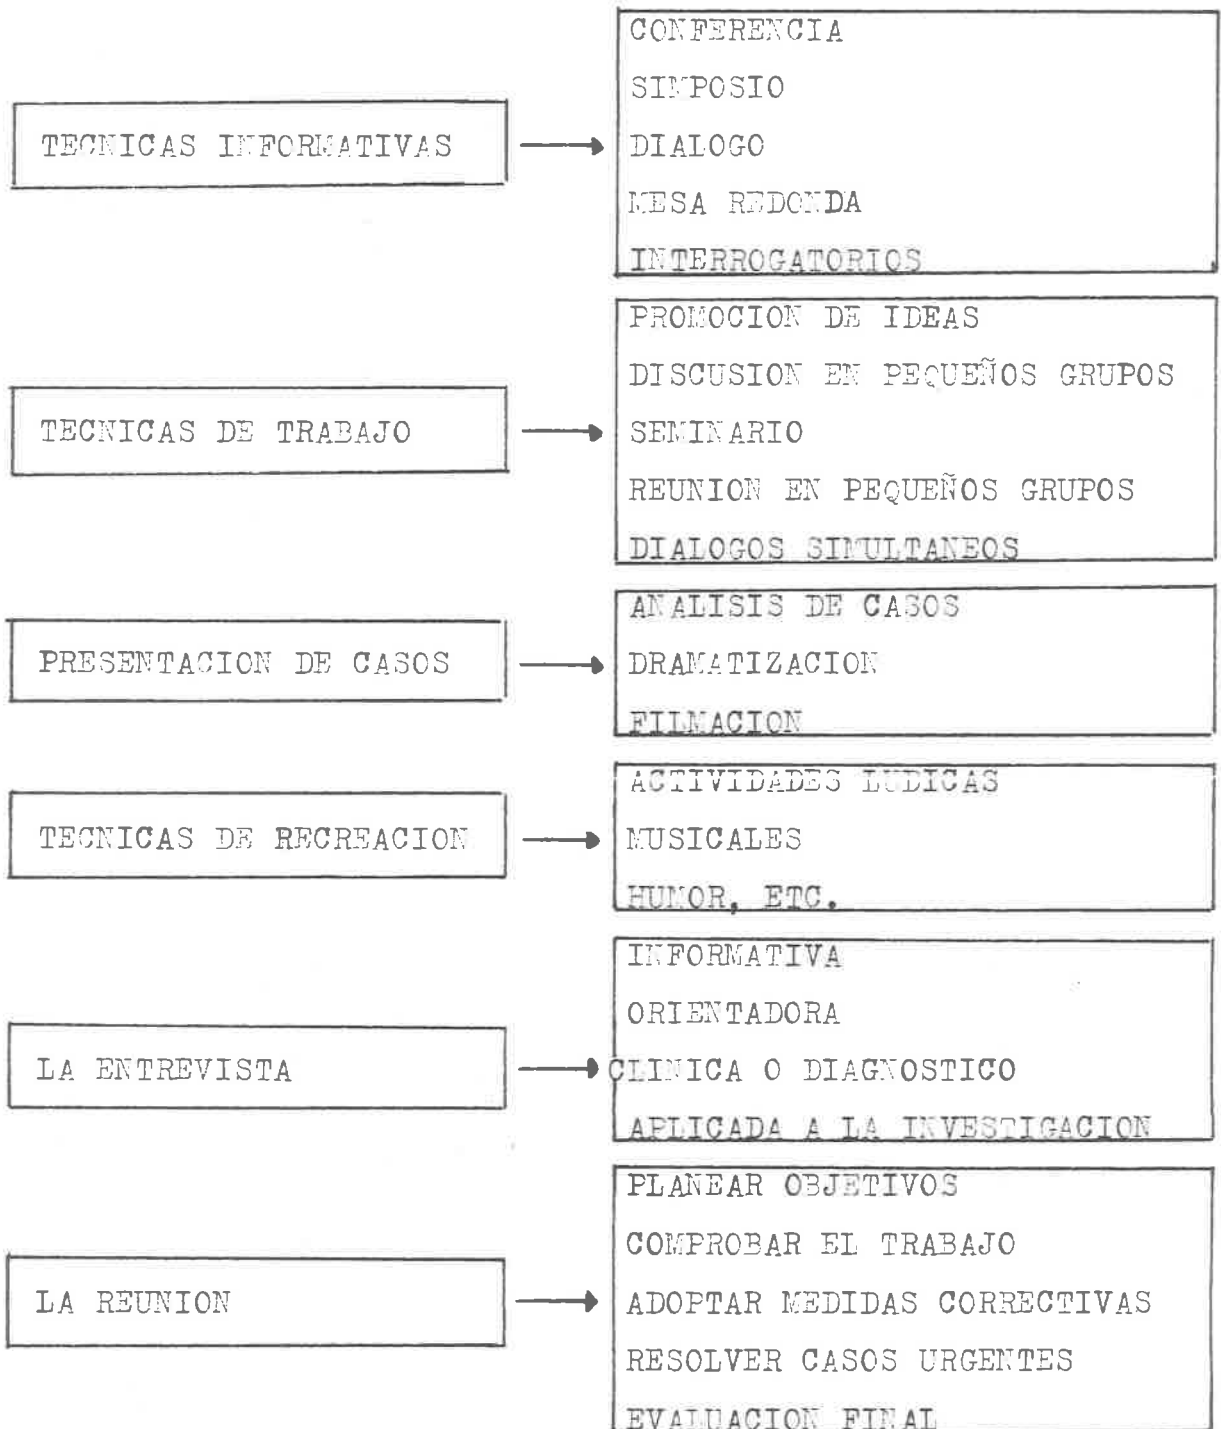 TECNICAS INFORMATIVAS
CONFERENCIA
SIMPOSIO
DIALOGO
MESA REDONDA
INTERROGATORIOS
TECNICAS DE TRABAJO
PROMOCION DE IDEAS
DISCUSION EN PEQUEÑOS GRUPOS
SEMINARIO
REUNION EN PEQUEÑOS GRUPOS
DIALOGOS SIMULTANEOS
PRESENTACION DE CASOS
ANALISIS DE CASOS
DRAMATIZACION
FILMACION
TECNICAS DE RECREACION
ACTIVIDADES LUDICAS
MUSICALES
HUMOR, ETC.
LA ENTREVISTA
INFORMATIVA
ORIENTADORA
CLINICA O DIAGNOSTICO
APLICADA A LA INVESTIGACION
LA REUNION
PLANEAR OBJETIVOS
COMPROBAR EL TRABAJO
ADOPTAR MEDIDAS CORRECTIVAS
RESOLVER CASOS URGENTES
EVALUACION FINAL